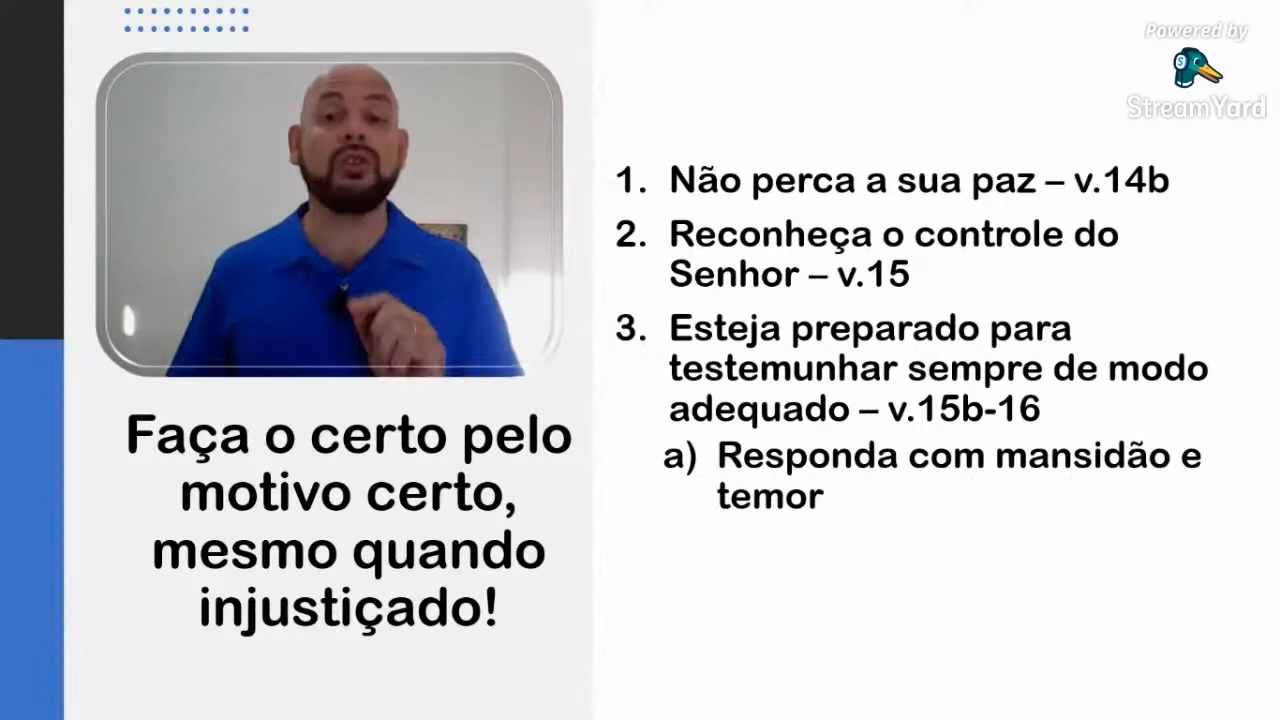 Powered by
StreamYard
Faça o certo pelo
motivo certo,
mesmo quando
injustiçado!
1. Não perca a sua paz – v.14b
2. Reconheça o controle do
Senhor – v.15
3. Esteja preparado para
testemunhar sempre de modo
adequado – v.15b-16
a) Responda com mansidão e
temor